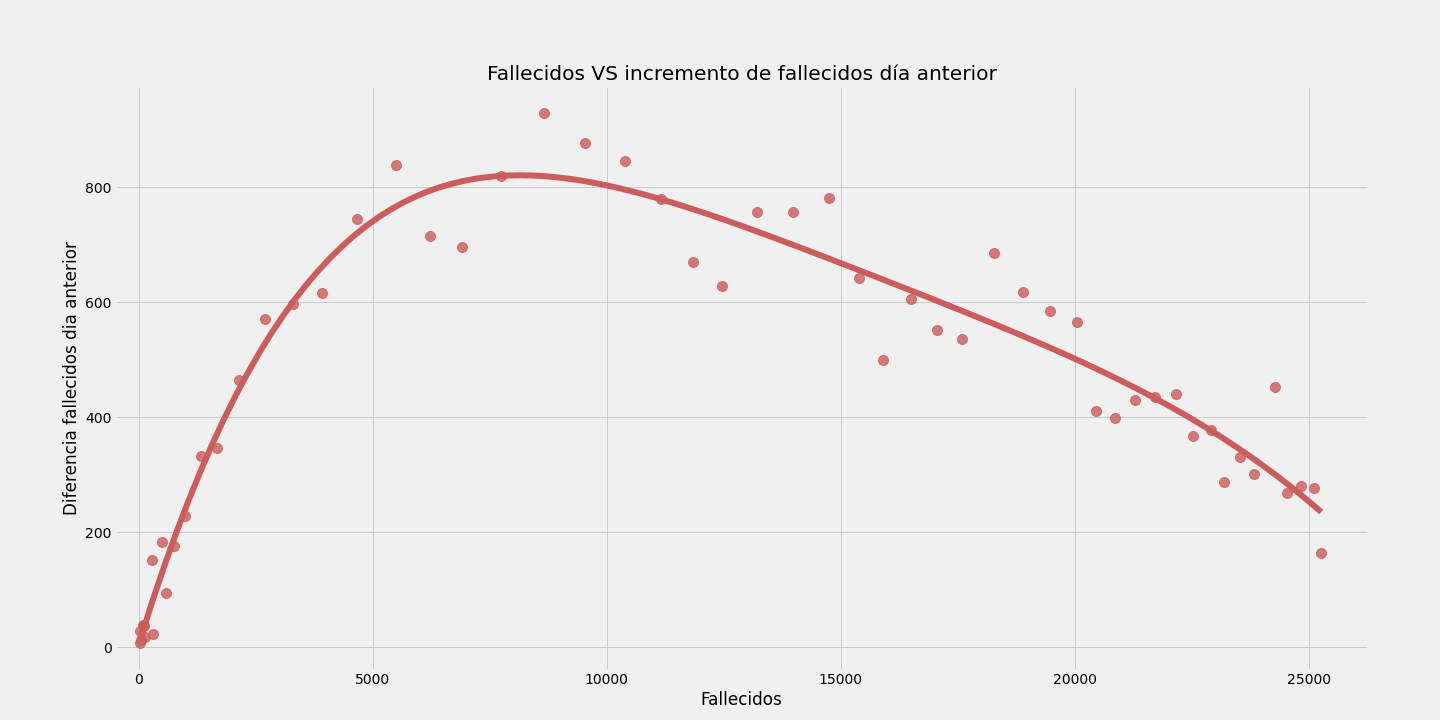 Fallecidos VS incremento de fallecidos día anterior
Diferencia fallecidos dia anterior
800
600
400
200
0
0 5000 10000 15000 20000 25000
Fallecidos